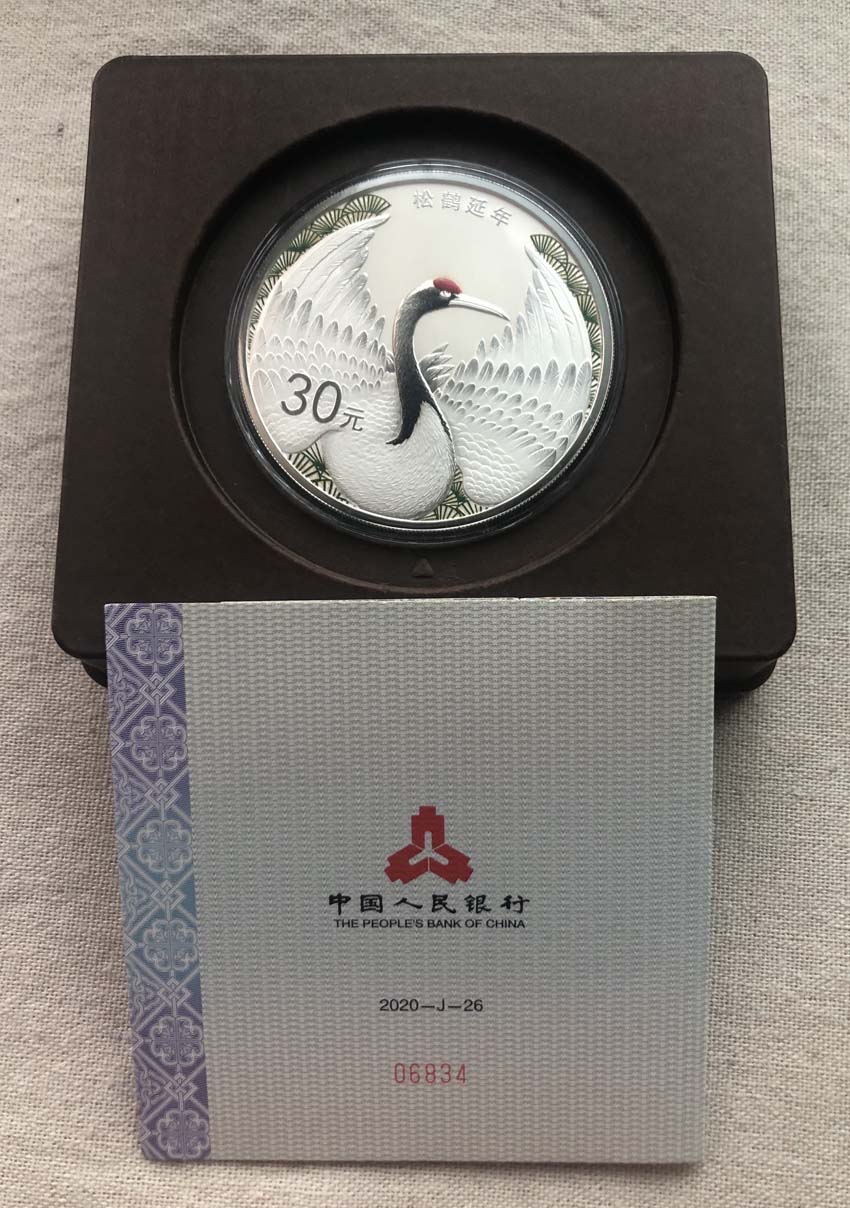 松鹤延年
30元
中国人民银行
THE PEOPLE'S BANK OF CHINA
2020—J—26
06834